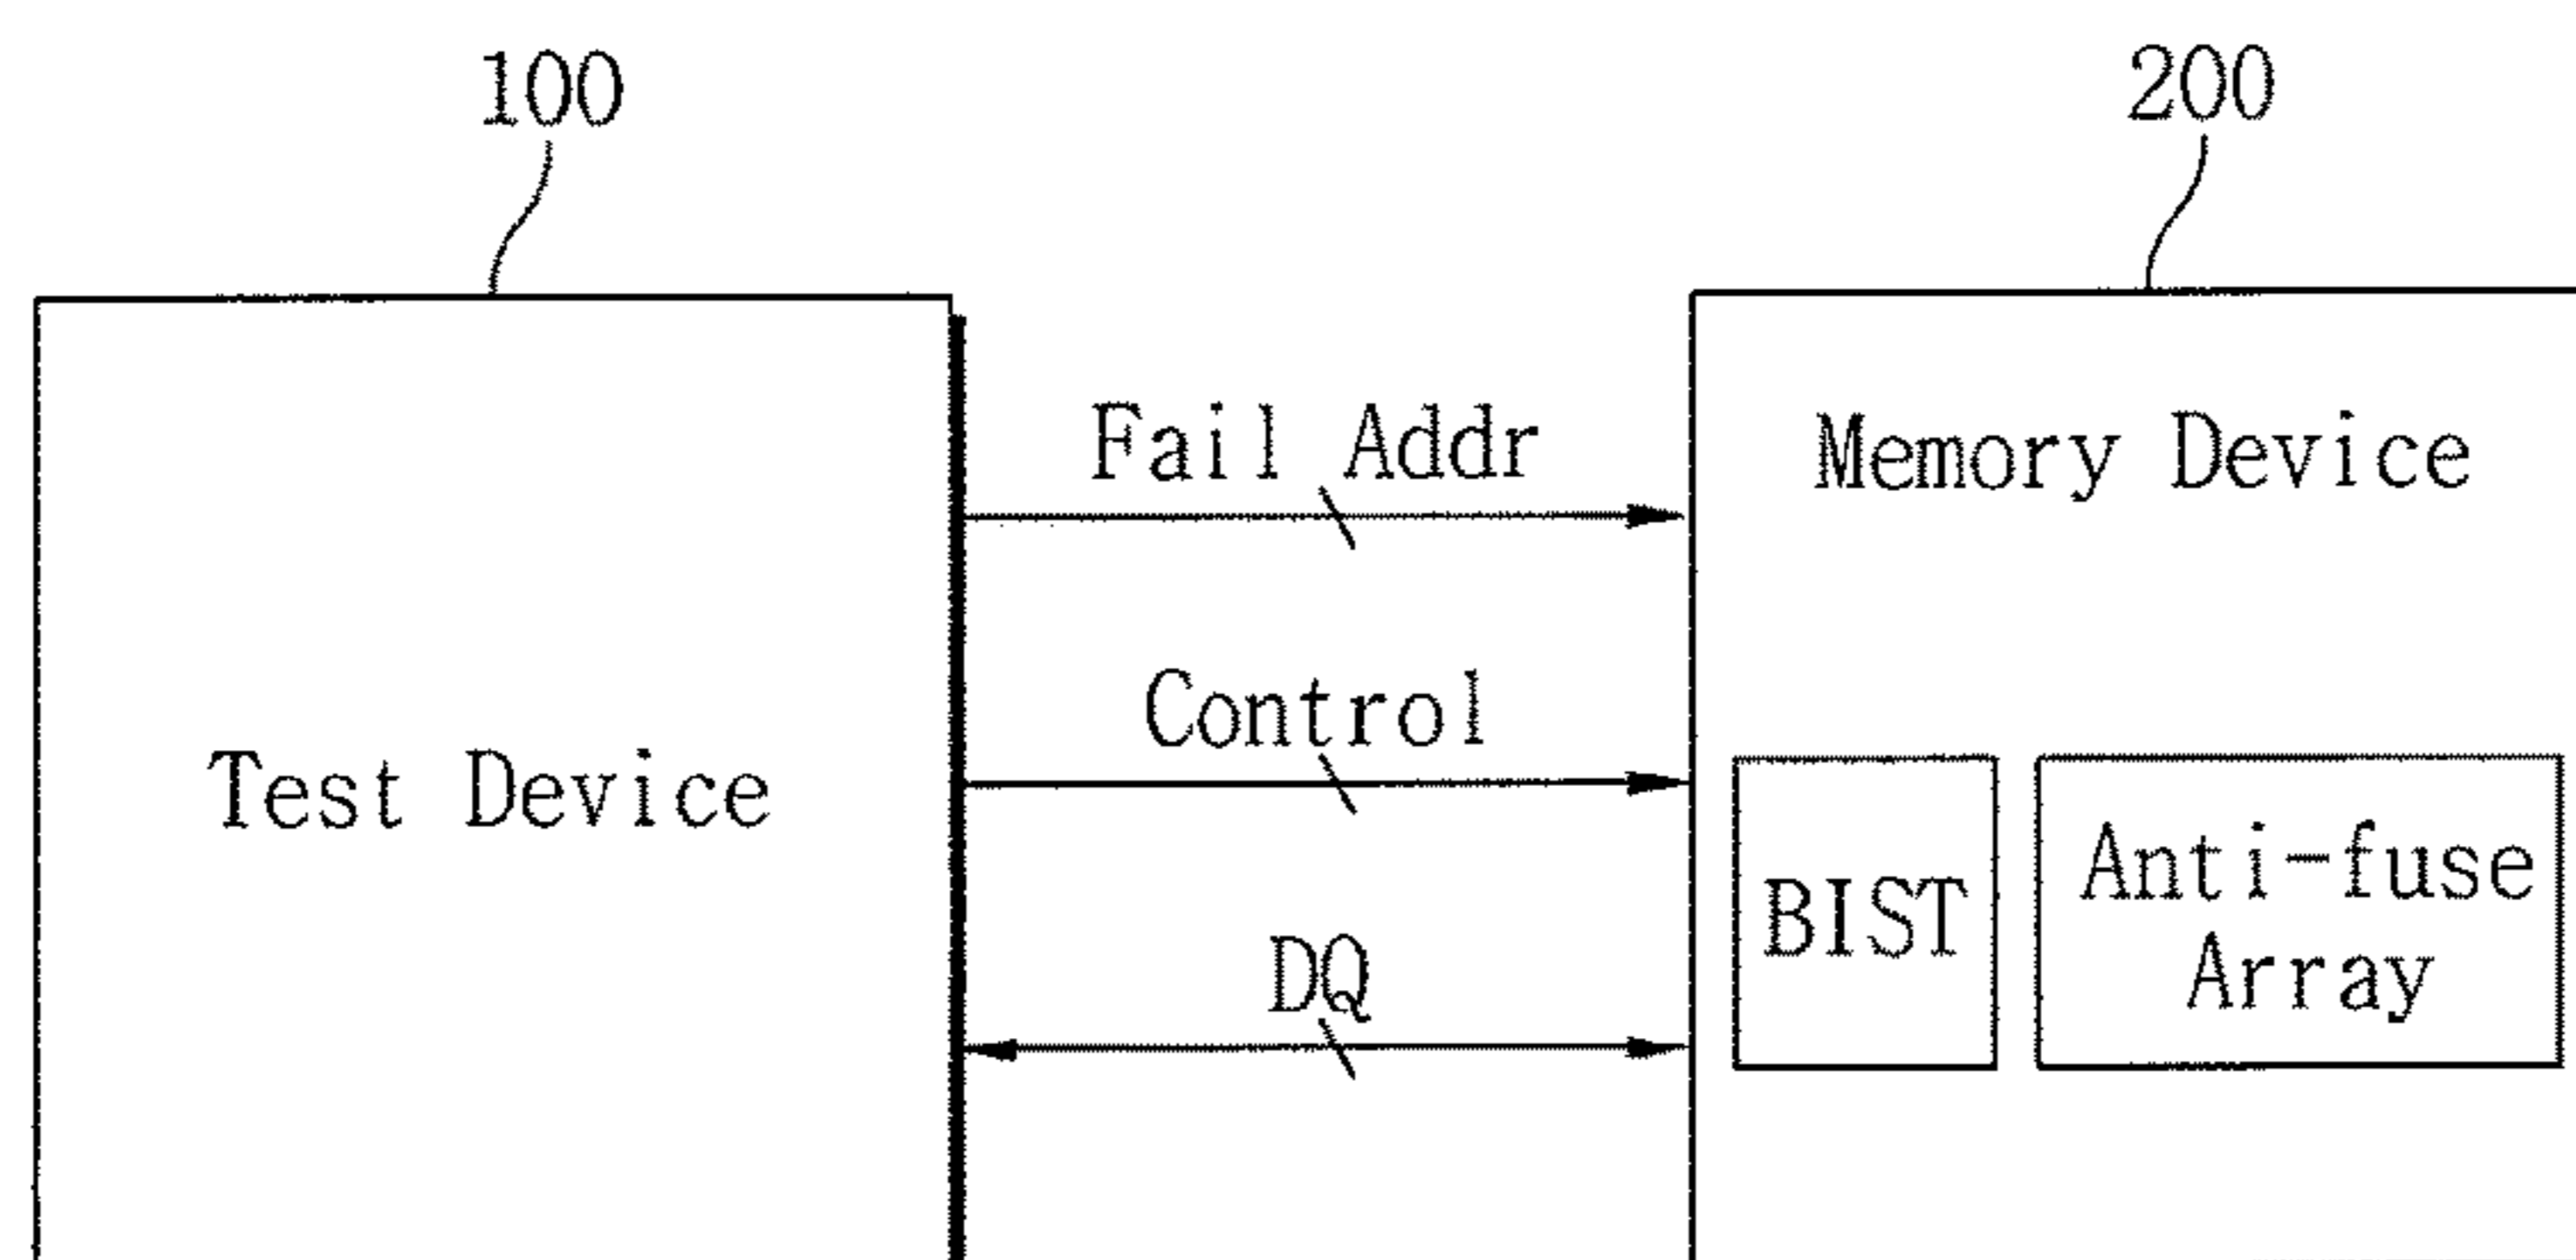 100
200
Fail Addr
Memory Device
Control
Test Device
BIST
Anti-fuse
Array
DQ